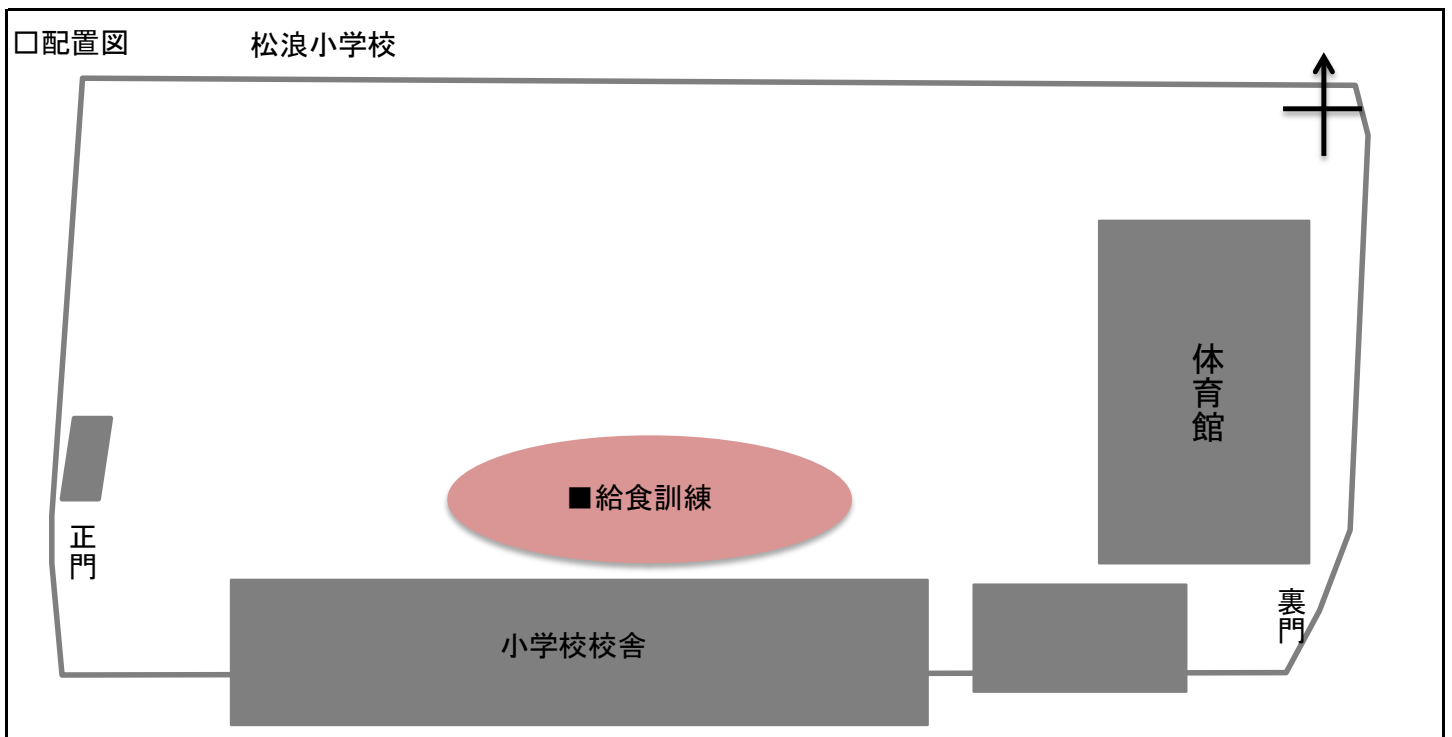 □配置図
松浪小学校
体育館
■給食訓練
正門
裏門
小学校校舎